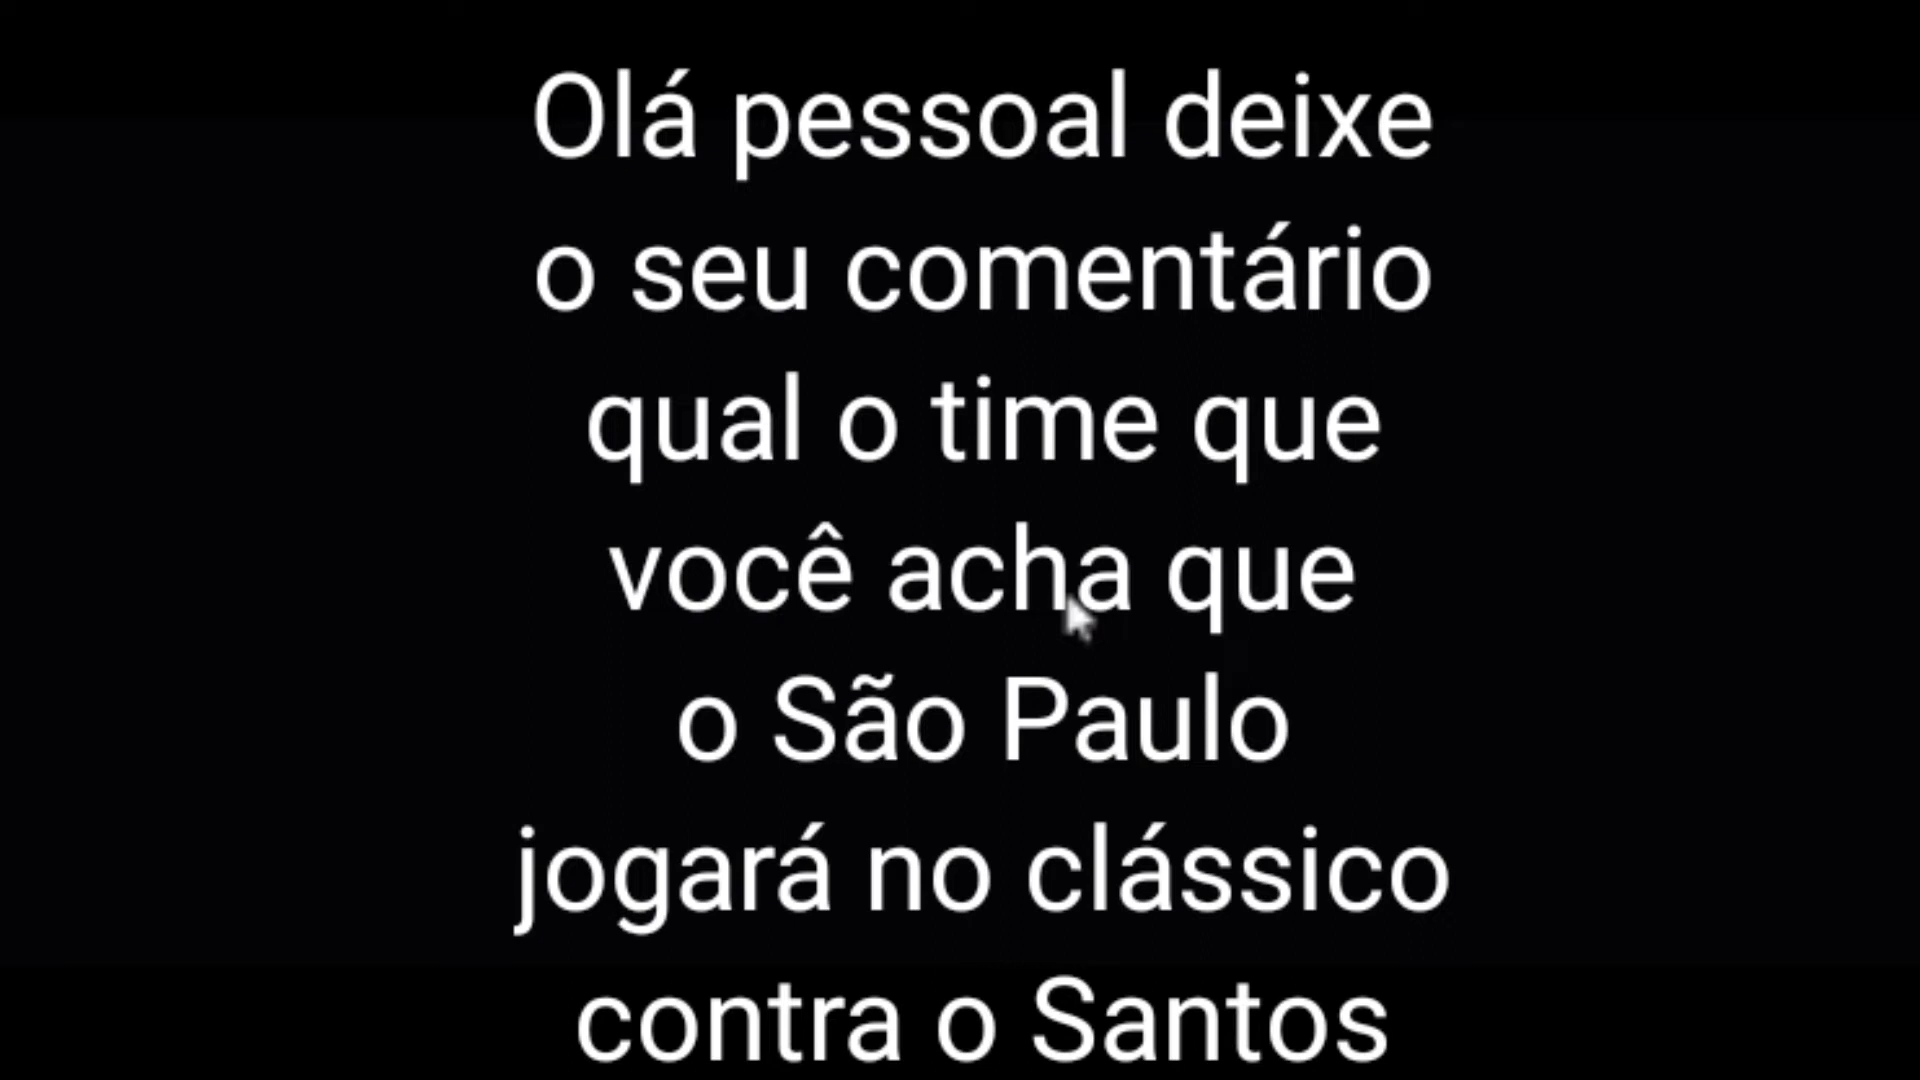 Olá pessoal deixe
o seu comentário
qual o time que
você acha que
o São Paulo
jogará no clássico
contra o Santos